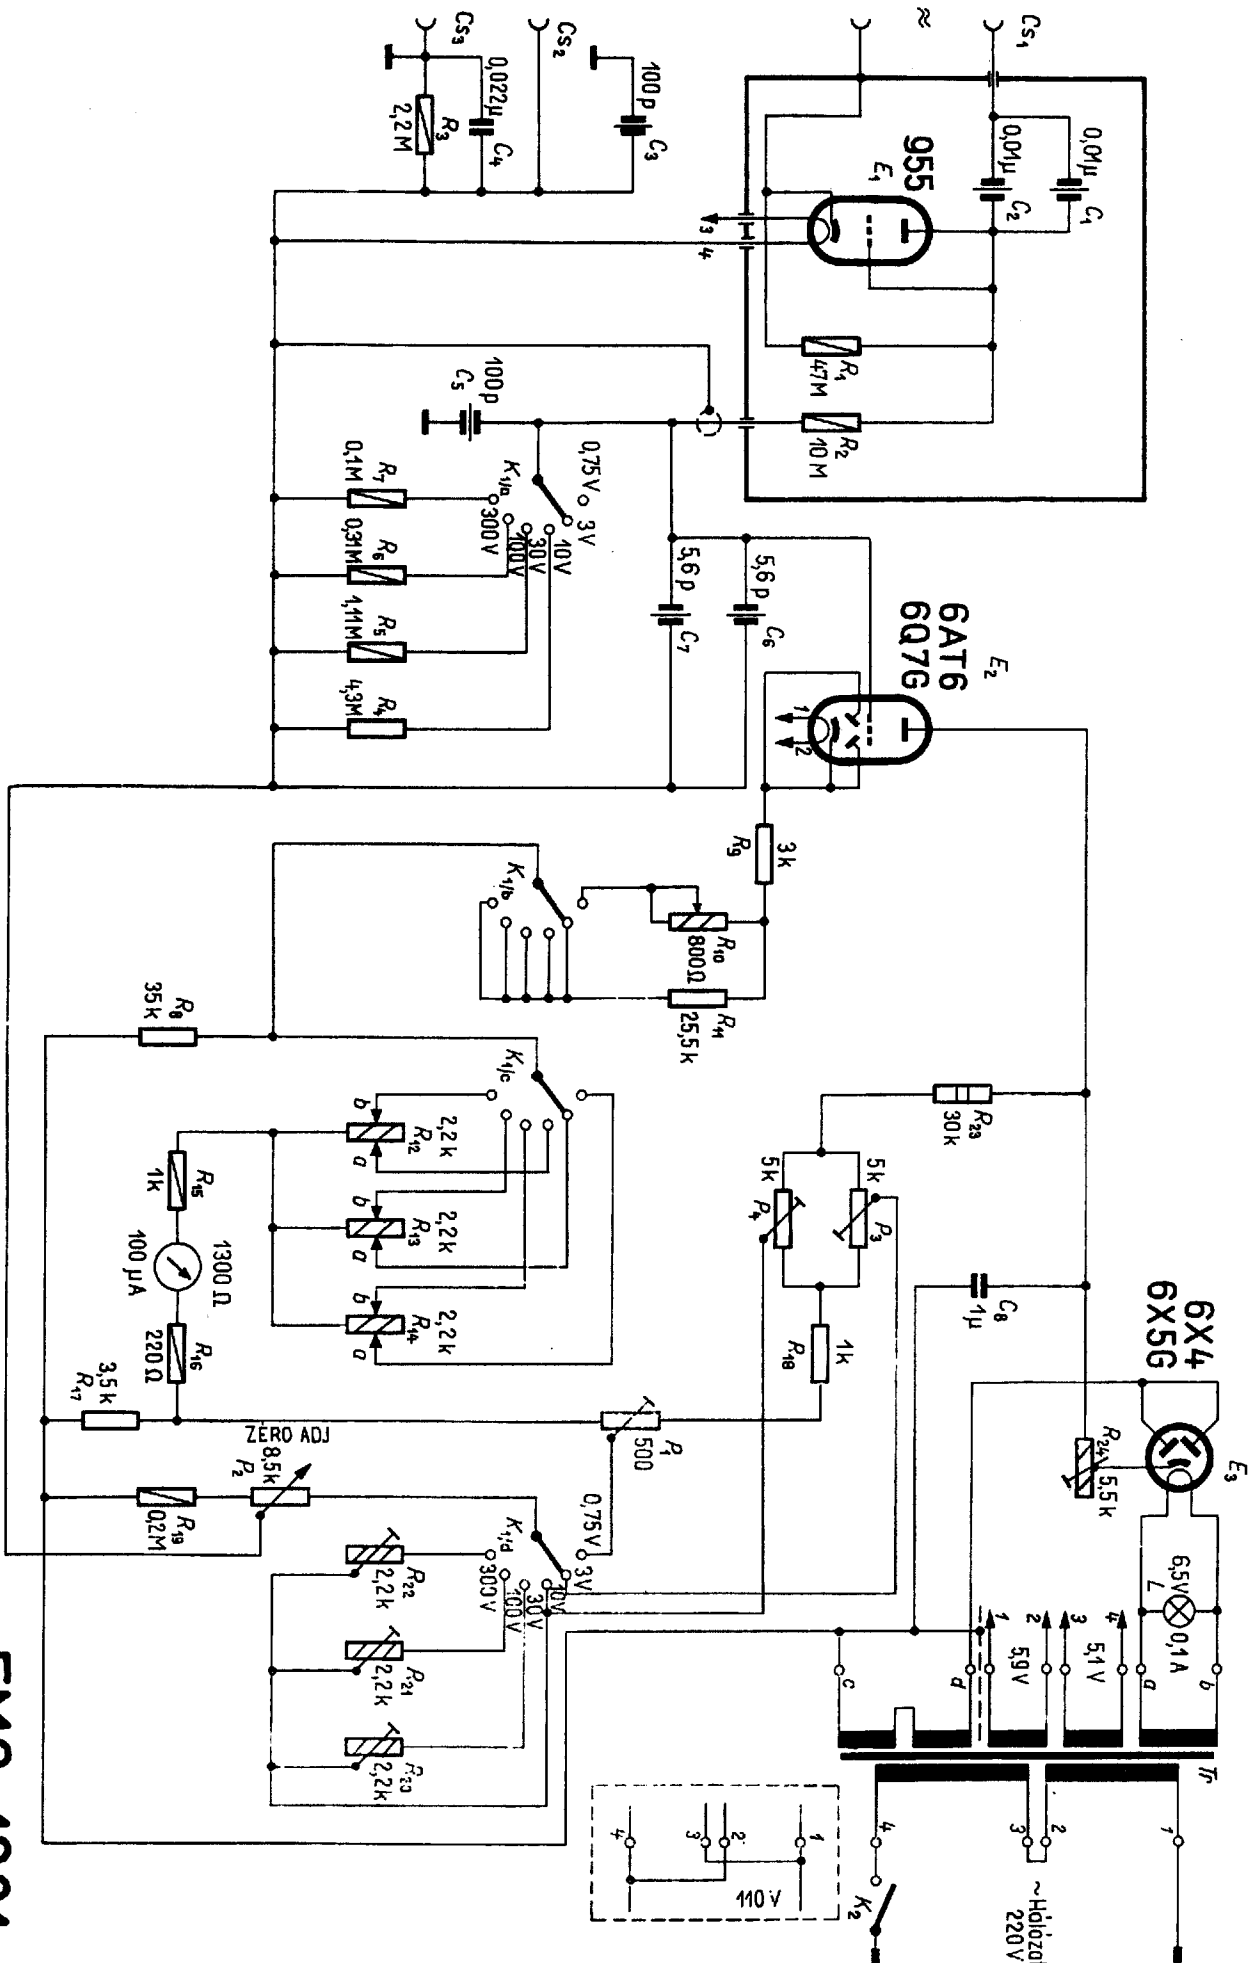 Cs₁
≈
Cs₂
Cs₃
0,01µ
C₁
0,01µ
C₂
955
E₁
3
4
R₁
47M
R₂
10M
100p
C₃
0,022µ
C₄
R₃
2,2M
100p
C₅
0,75V
3V
10V
30V
100V
300V
K₁/a
R₇
0,1M
R₆
0,31M
R₅
1,11M
R₄
4,3M
5,6p
C₆
5,6p
C₇
E₂
6AT6
6Q7G
1
2
3k
R₉
K₁/b
R₁₀
800Ω
R₁₁
25,5k
R₈
35k
K₁/c
2,2k
R₁₂
b
a
2,2k
R₁₃
b
a
2,2k
R₁₄
b
a
R₁₅
1k
1300Ω
100µA
R₁₆
220Ω
3,5k
R₁₇
R₂₃
30k
5k
P₃
5k
P₄
1k
R₁₈
C₈
1µ
6X4
6X5G
E₃
R₂₄
5,5k
P₁
500
ZERO ADJ
8,5k
P₂
R₁₉
0,2M
0,75V
3V
10V
30V
100V
300V
K₁/d
R₂₂
2,2k
R₂₁
2,2k
R₂₀
2,2k
6,5V
L
0,1A
1
2
3
4
5,9V
5,1V
a
b
c
d
Tr
1
2
3
4
~Hálózat
220V
K₂
1
2
3
4
110V